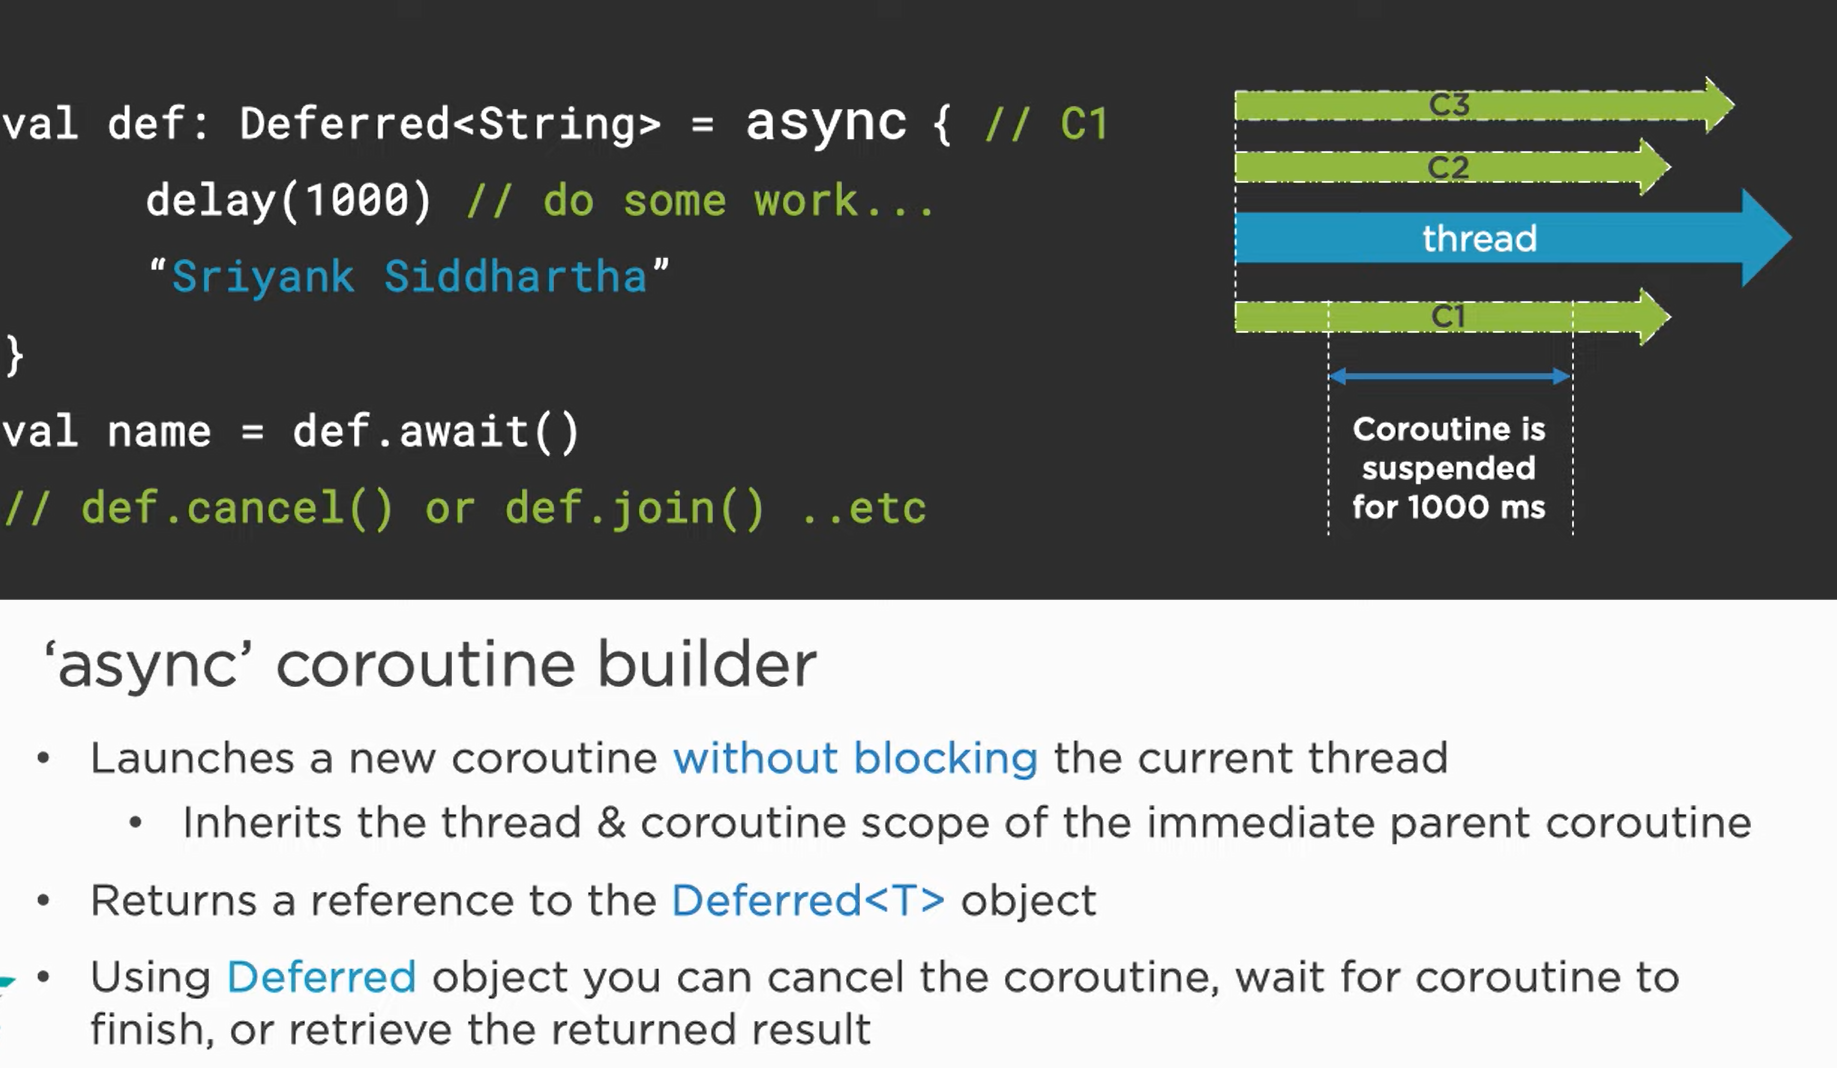 val def: Deferred<String> = async { // C1
delay(1000) // do some work...
“Sriyank Siddhartha”
}
val name = def.await()
// def.cancel() or def.join() ..etc
C3
C2
thread
C1
Coroutine is
suspended
for 1000 ms
‘async’ coroutine builder
• Launches a new coroutine without blocking the current thread
• Inherits the thread & coroutine scope of the immediate parent coroutine
• Returns a reference to the Deferred<T> object
• Using Deferred object you can cancel the coroutine, wait for coroutine to
finish, or retrieve the returned result